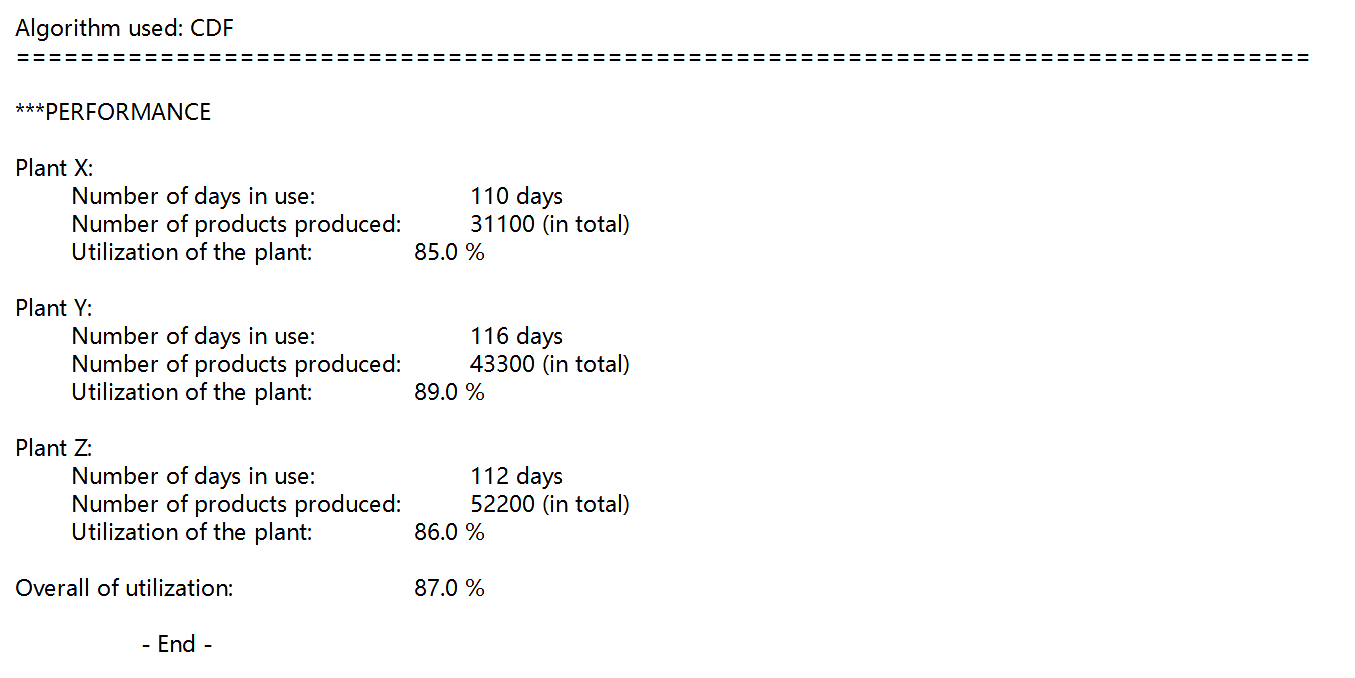 Algorithm used: CDF
=================================================================================
***PERFORMANCE
Plant X:
Number of days in use: 110 days
Number of products produced: 31100 (in total)
Utilization of the plant: 85.0 %
Plant Y:
Number of days in use: 116 days
Number of products produced: 43300 (in total)
Utilization of the plant: 89.0 %
Plant Z:
Number of days in use: 112 days
Number of products produced: 52200 (in total)
Utilization of the plant: 86.0 %
Overall of utilization: 87.0 %
- End -